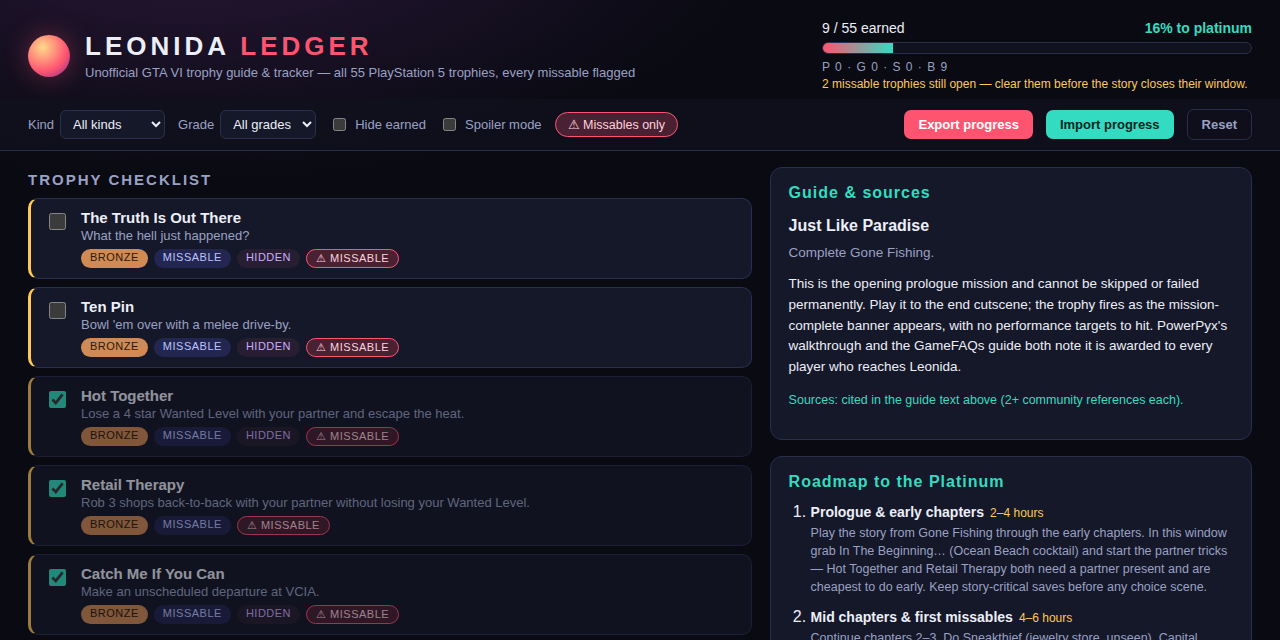 LEONIDA LEDGER
Unofficial GTA VI trophy guide & tracker — all 55 PlayStation 5 trophies, every missable flagged
9 / 55 earned
16% to platinum
P 0 · G 0 · S 0 · B 9
2 missable trophies still open — clear them before the story closes their window.
Kind
All kinds
Grade
All grades
Hide earned
Spoiler mode
⚠ Missables only
Export progress
Import progress
Reset
TROPHY CHECKLIST
The Truth Is Out There
What the hell just happened?
BRONZE MISSABLE HIDDEN ⚠ MISSABLE
Ten Pin
Bowl 'em over with a melee drive-by.
BRONZE MISSABLE HIDDEN ⚠ MISSABLE
Hot Together
Lose a 4 star Wanted Level with your partner and escape the heat.
BRONZE MISSABLE HIDDEN ⚠ MISSABLE
Retail Therapy
Rob 3 shops back-to-back with your partner without losing your Wanted Level.
BRONZE MISSABLE ⚠ MISSABLE
Catch Me If You Can
Make an unscheduled departure at VCIA.
BRONZE MISSABLE HIDDEN ⚠ MISSABLE
Guide & sources
Just Like Paradise
Complete Gone Fishing.
This is the opening prologue mission and cannot be skipped or failed
permanently. Play it to the end cutscene; the trophy fires as the mission-
complete banner appears, with no performance targets to hit. PowerPyx's
walkthrough and the GameFAQs guide both note it is awarded to every
player who reaches Leonida.
Sources: cited in the guide text above (2+ community references each).
Roadmap to the Platinum
1. Prologue & early chapters 2–4 hours
Play the story from Gone Fishing through the early chapters. In this window
grab In The Beginning… (Ocean Beach cocktail) and start the partner tricks
— Hot Together and Retail Therapy both need a partner present and are
cheapest to do early. Keep story-critical saves before any choice scene.
2. Mid chapters & first missables 4–6 hours
Continue chapters 2–3. Do Sneakthief (jewelry store, unseen), Capital